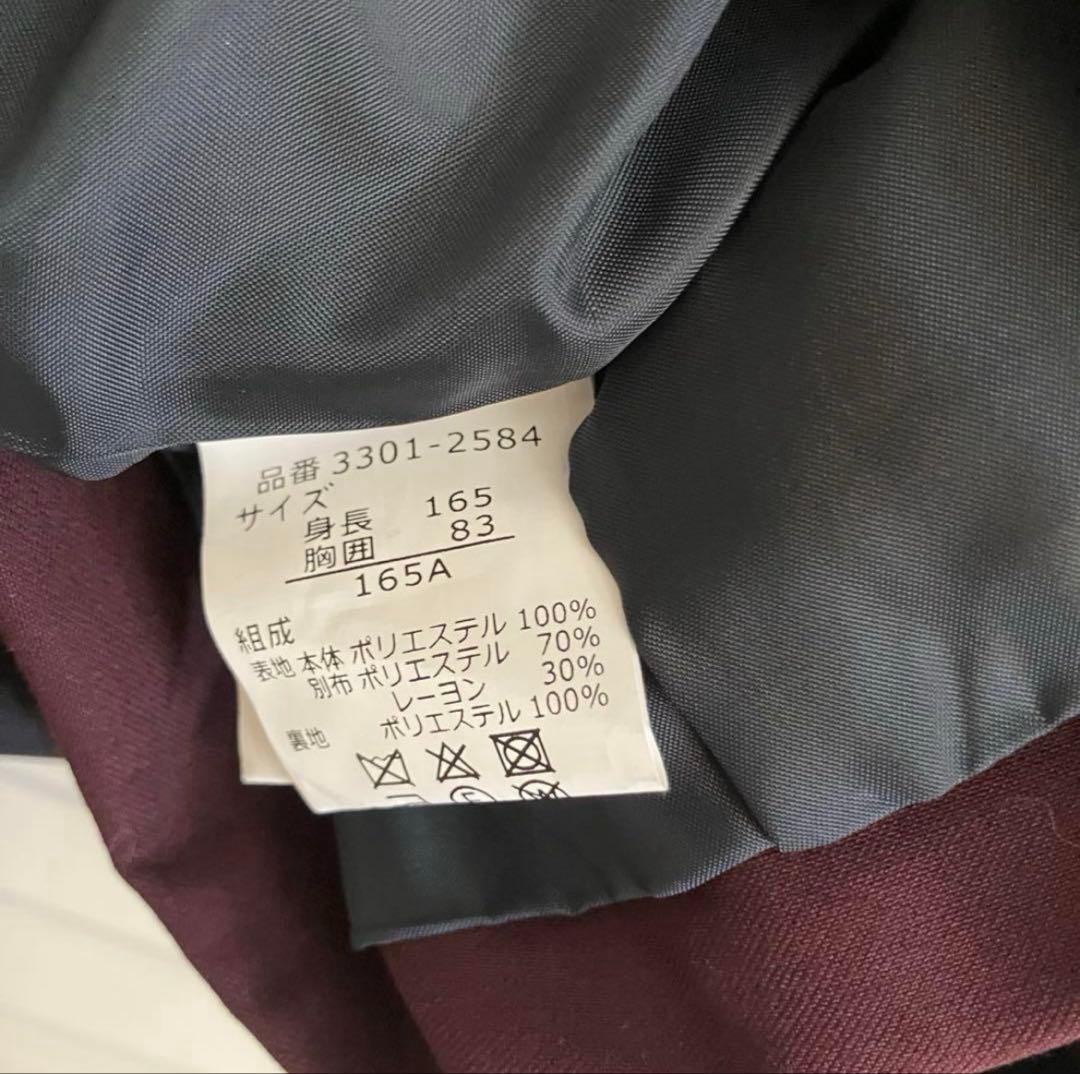 品番 3301-2584
サイズ
身長 165
胸囲 83
165A
組成
表地 本体 ポリエステル 100%
別布 ポリエステル 70%
レーヨン 30%
裏地 ポリエステル 100%